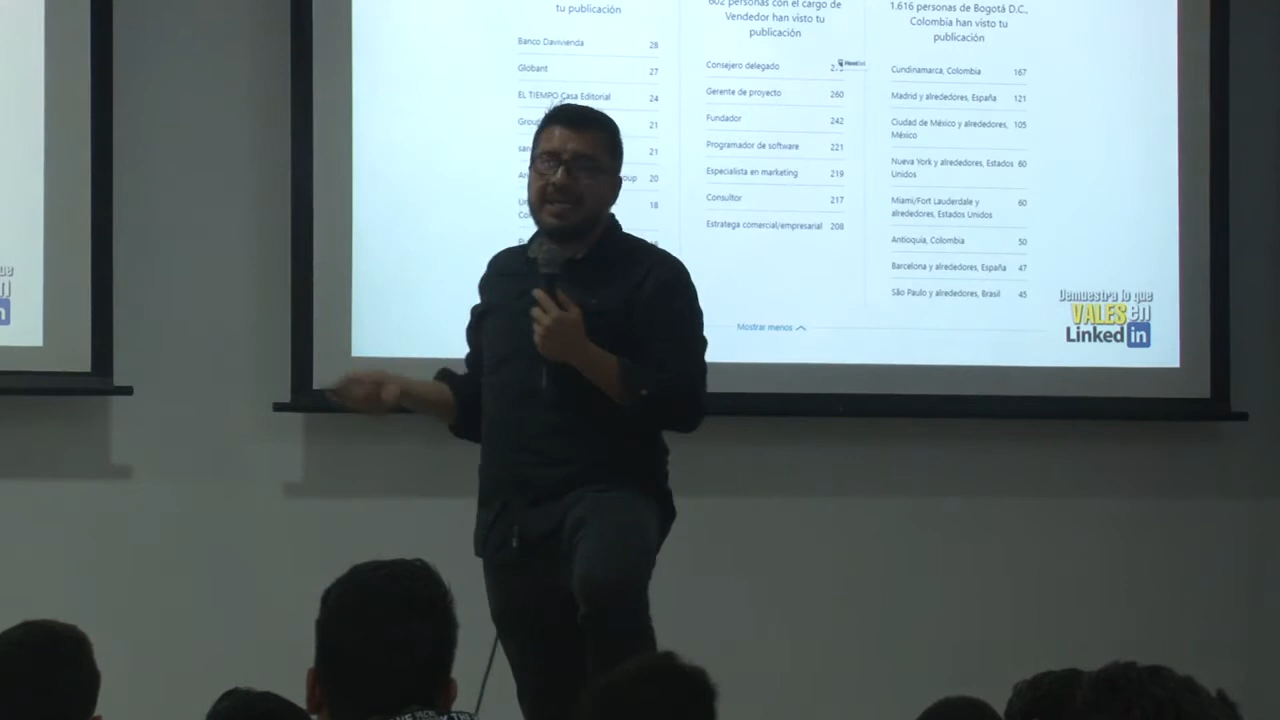 tu publicación
Banco Davivienda 28
Globant 27
EL TIEMPO Casa Editorial 24
21
21
oup 20
18
602 personas con el cargo de
Vendedor han visto tu
publicación
Consejero delegado
Gerente de proyecto 260
Fundador 242
Programador de software 221
Especialista en marketing 219
Consultor 217
Estratega comercial/empresarial 208
1.616 personas de Bogotá D.C.,
Colombia han visto tu
publicación
Cundinamarca, Colombia 167
Madrid y alrededores, España 121
Ciudad de México y alrededores, 105
México
Nueva York y alrededores, Estados 60
Unidos
Miami/Fort Lauderdale y 60
alrededores, Estados Unidos
Antioquia, Colombia 50
Barcelona y alrededores, España 47
São Paulo y alrededores, Brasil 45
Mostrar menos
Demuestra lo que
VALES en
Linked in